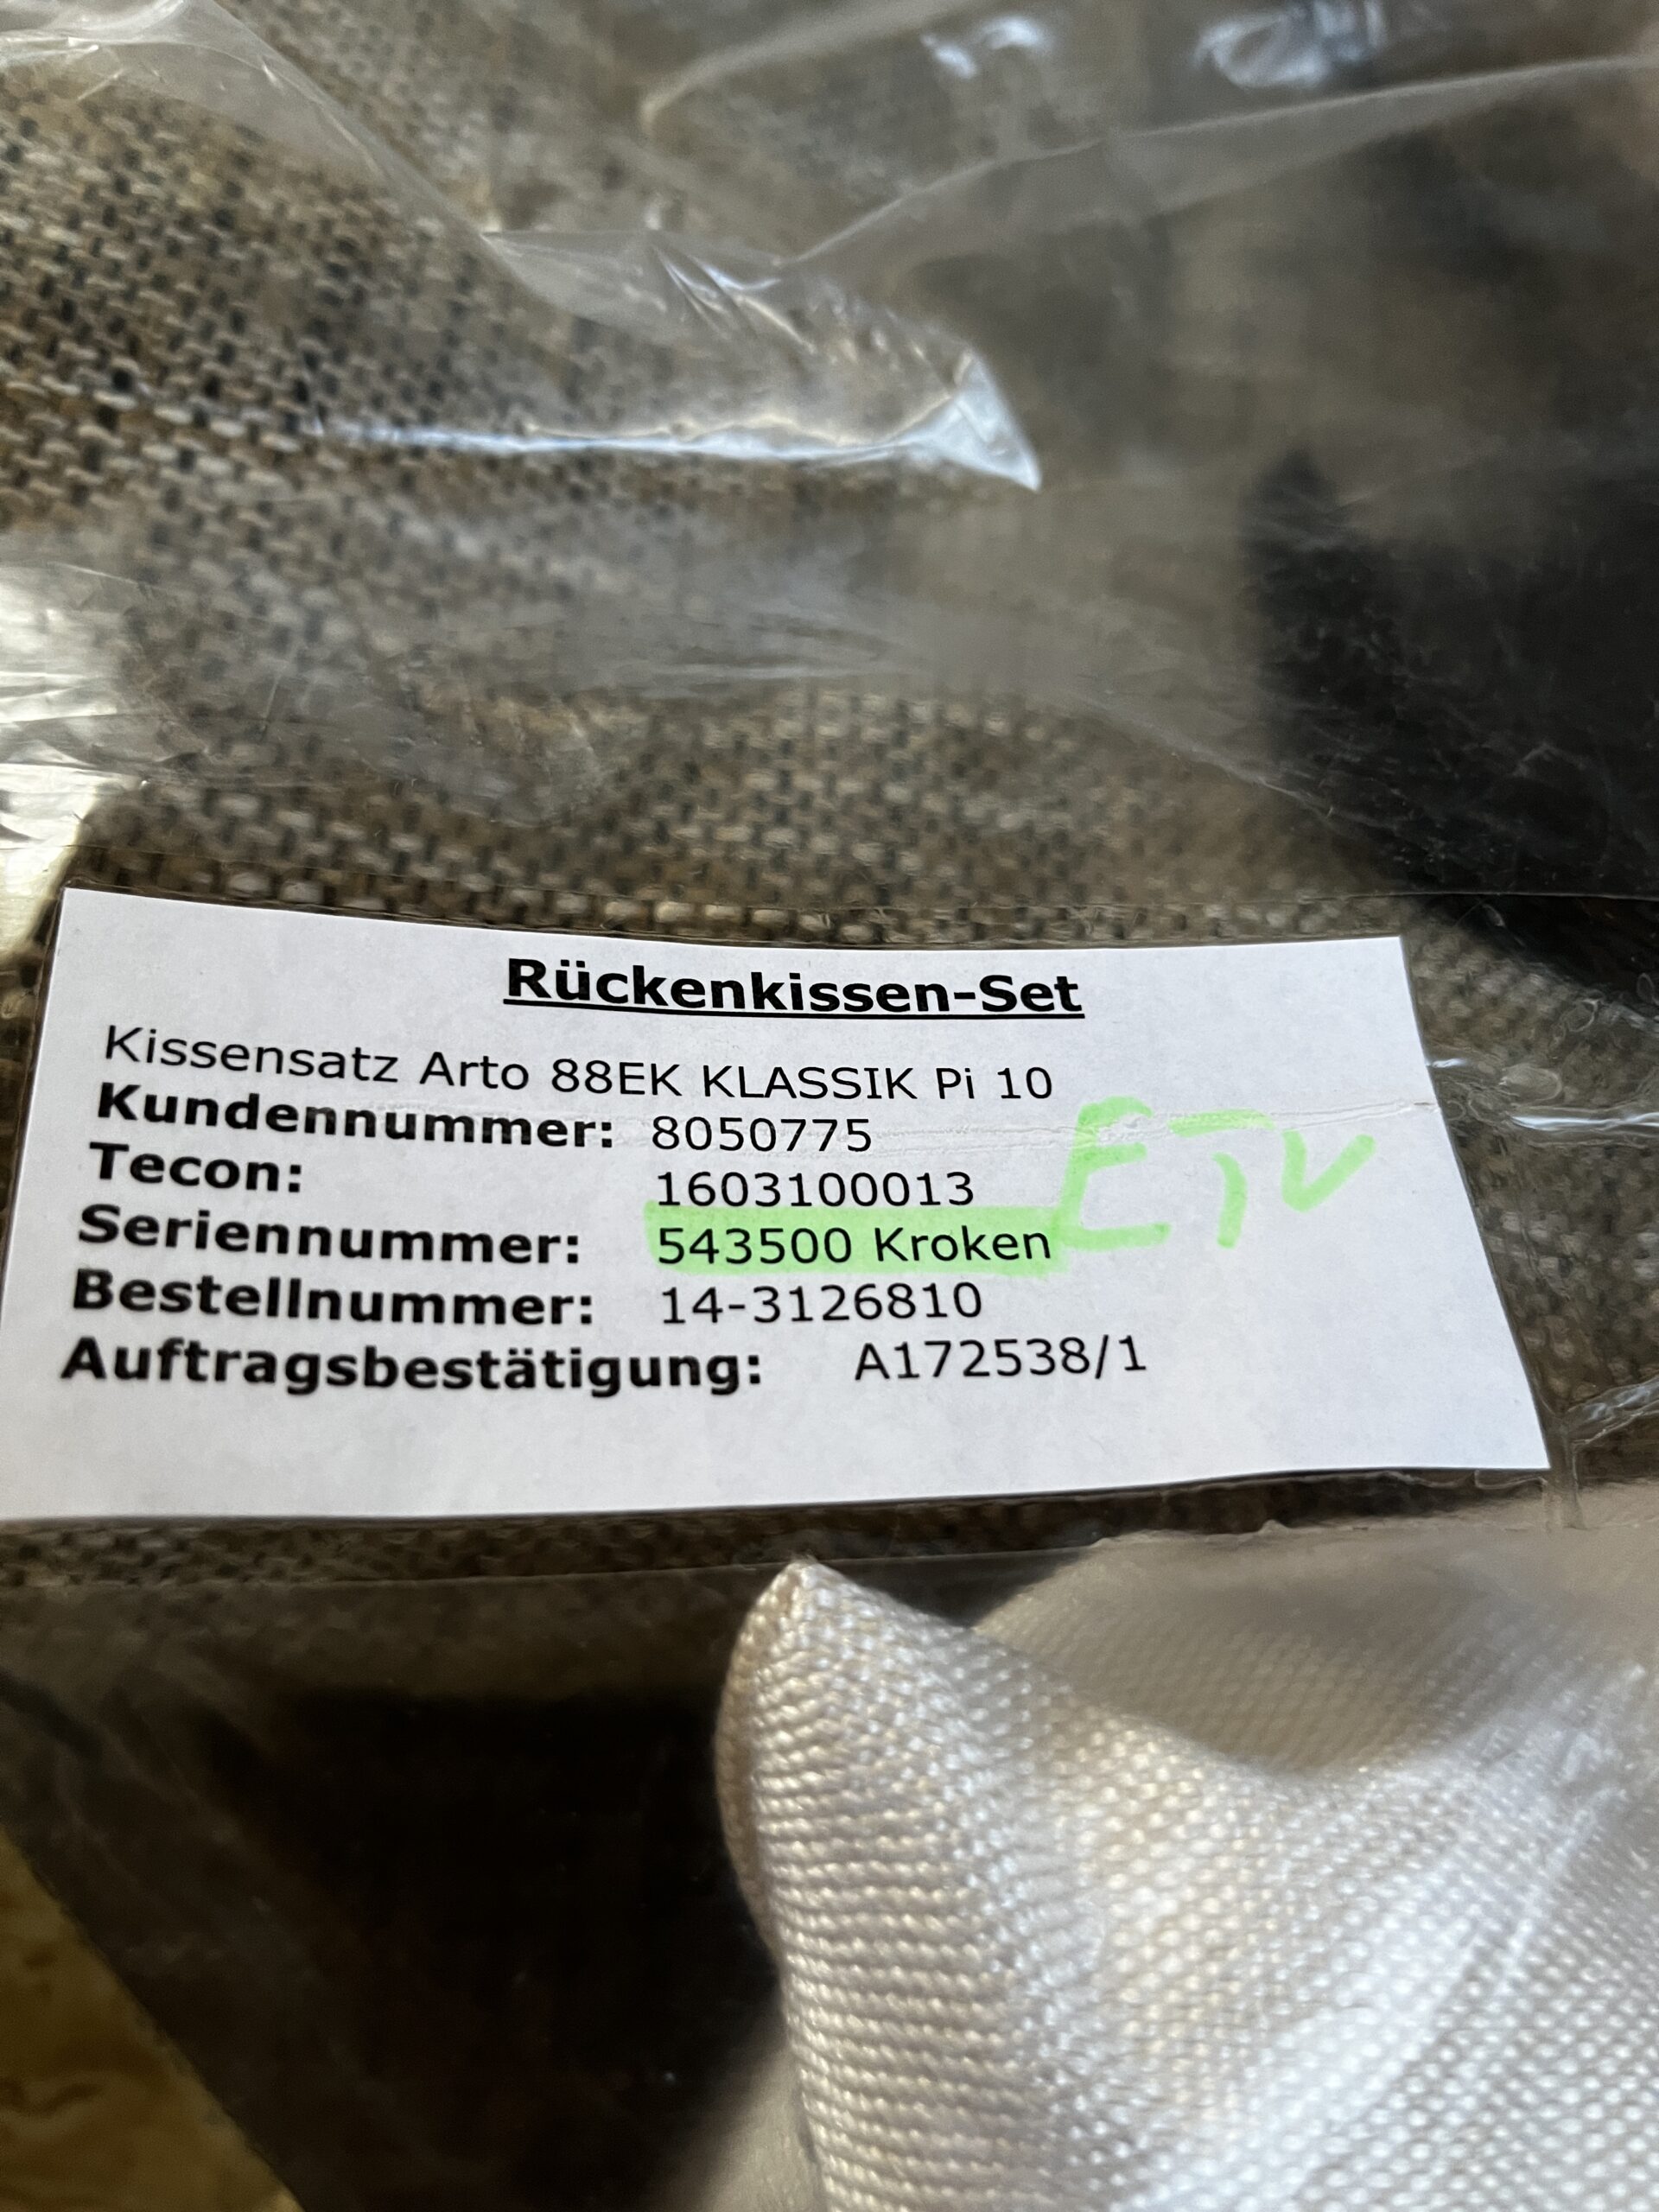 Rückenkissen-Set
Kissensatz Arto 88EK KLASSIK Pi 10
Kundennummer: 8050775
Tecon: 1603100013
Seriennummer: 543500 Kroken
ETV
Bestellnummer: 14-3126810
Auftragsbestätigung: A172538/1